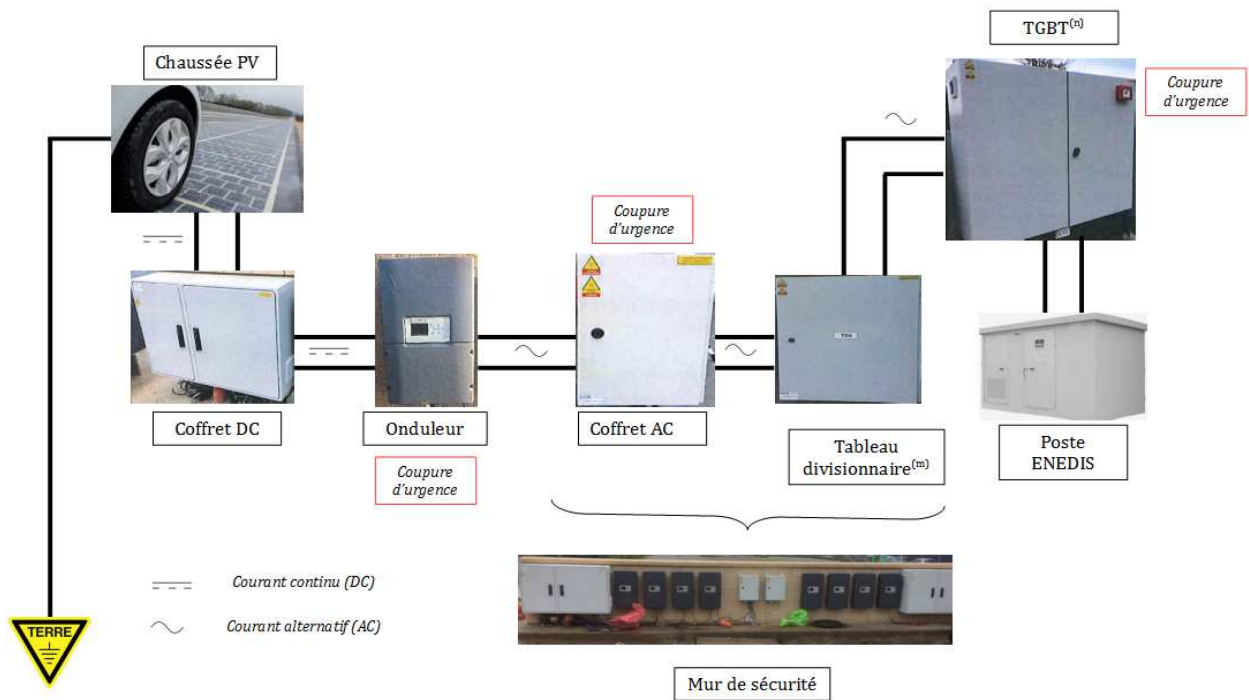 TGBT(n)
Chaussée PV
Coupure
d'urgence
Coupure
d'urgence
Coffret DC
Onduleur
Coffret AC
Tableau
divisionnaire(m)
Poste
ENEDIS
Coupure
d'urgence
Courant continu (DC)
Courant alternatif (AC)
TERRE
Mur de sécurité